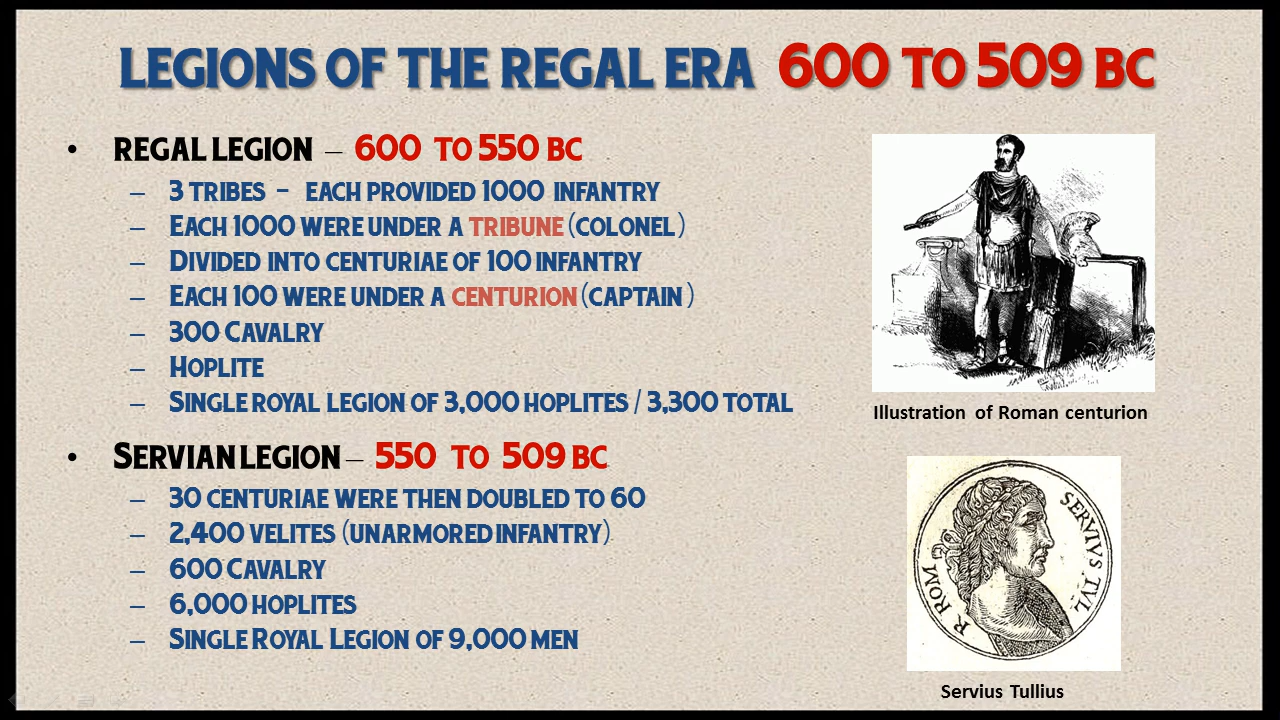 LEGIONS OF THE REGAL ERA 600 TO 509 BC
• REGAL LEGION – 600 TO 550 BC
– 3 TRIBES – EACH PROVIDED 1000 INFANTRY
– EACH 1000 WERE UNDER A TRIBUNE (COLONEL)
– DIVIDED INTO CENTURIAE OF 100 INFANTRY
– EACH 100 WERE UNDER A CENTURION (CAPTAIN)
– 300 CAVALRY
– HOPLITE
– SINGLE ROYAL LEGION OF 3,000 HOPLITES / 3,300 TOTAL
Illustration of Roman centurion
• SERVIAN LEGION – 550 TO 509 BC
– 30 CENTURIAE WERE THEN DOUBLED TO 60
– 2,400 VELITES (UNARMORED INFANTRY)
– 600 CAVALRY
– 6,000 HOPLITES
– SINGLE ROYAL LEGION OF 9,000 MEN
SERVIVS TVL
R ROM
Servius Tullius